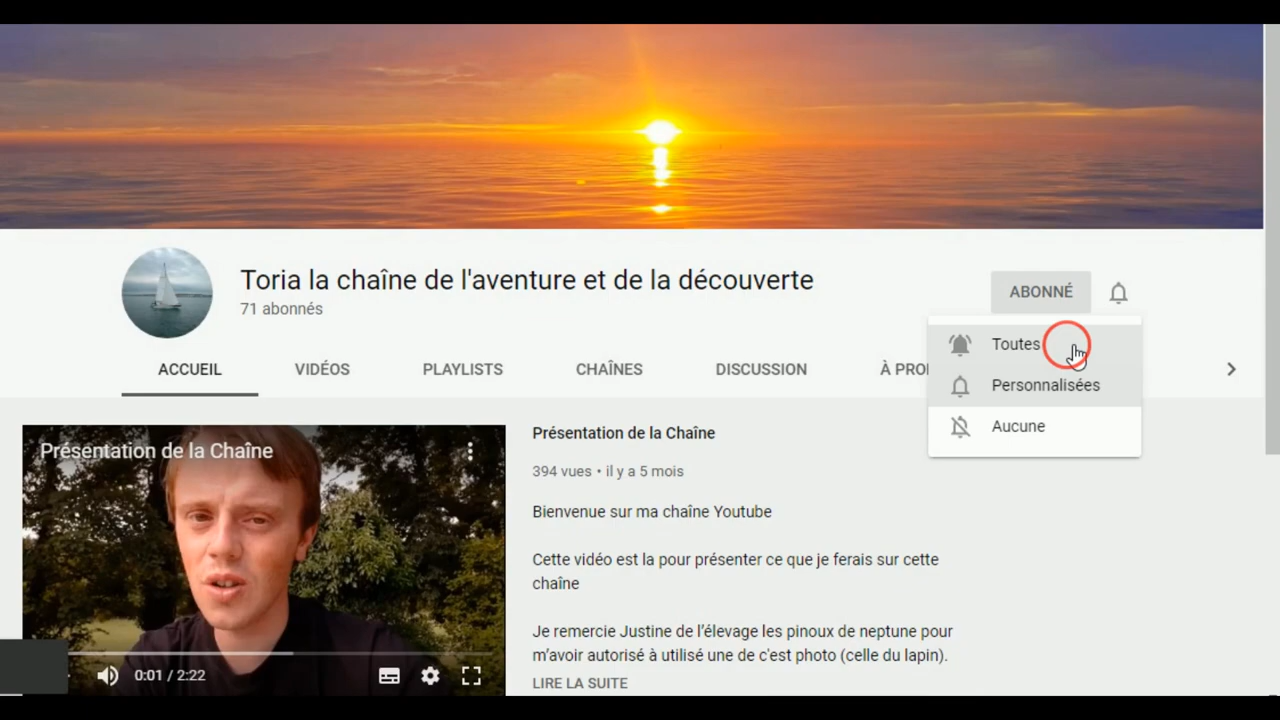 Toria la chaîne de l'aventure et de la découverte
71 abonnés
ABONNÉ
Toutes
Personnalisées
Aucune
ACCUEIL
VIDÉOS
PLAYLISTS
CHAÎNES
DISCUSSION
À PRO
Présentation de la Chaîne
0:01 / 2:22
Présentation de la Chaîne
394 vues • il y a 5 mois
Bienvenue sur ma chaîne Youtube
Cette vidéo est la pour présenter ce que je ferais sur cette
chaîne
Je remercie Justine de l'élevage les pinoux de neptune pour
m'avoir autorisé à utilisé une de c'est photo (celle du lapin).
LIRE LA SUITE